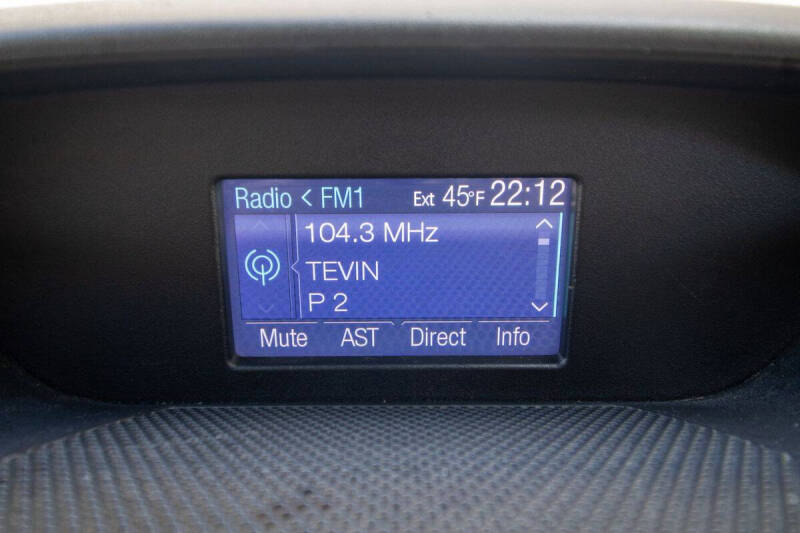 Radio < FM1 Ext 45°F 22:12
104.3 MHz
TEVIN
P 2
Mute AST Direct Info